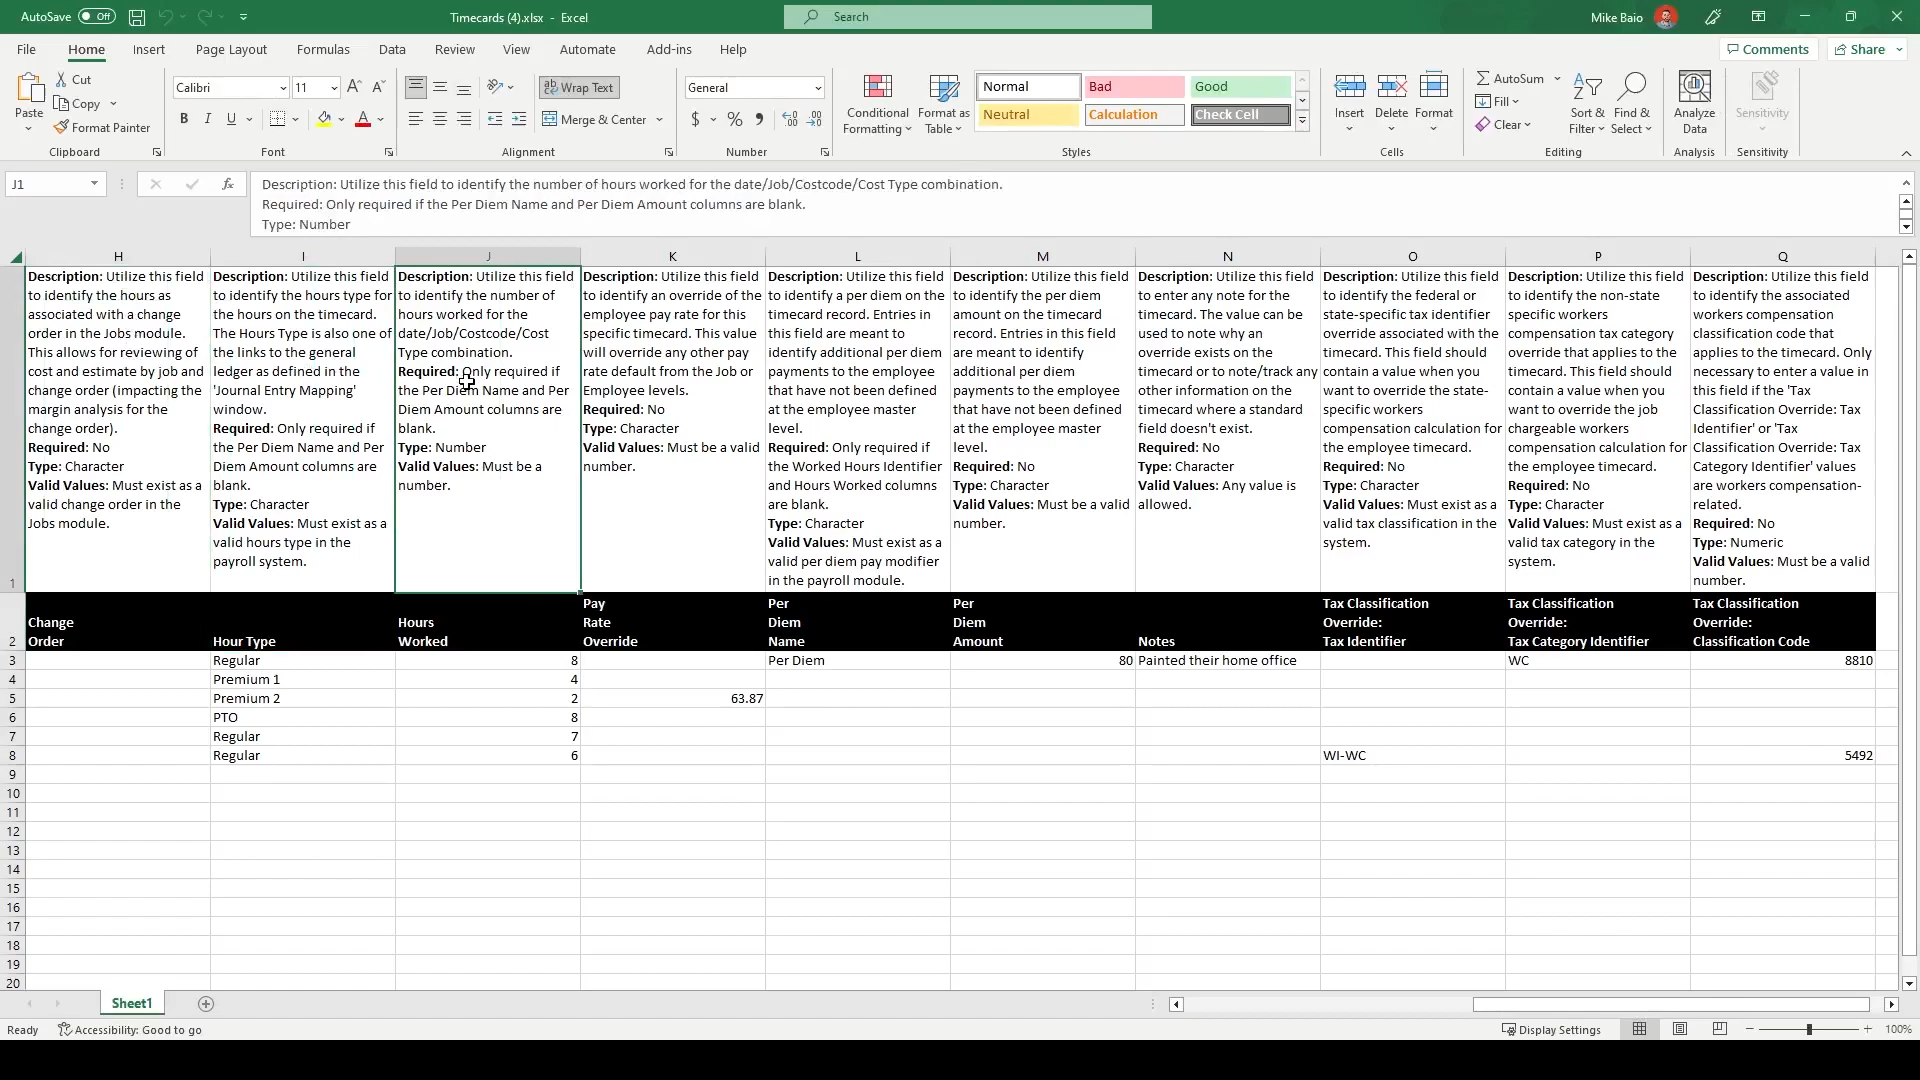 AutoSave Off Timecards (4).xlsx - Excel Search Mike Baio
File Home Insert Page Layout Formulas Data Review View Automate Add-ins Help Comments Share
Paste
Cut
Copy
Format Painter
Clipboard
Calibri 11
B I U
Font
Wrap Text
Merge & Center
Alignment
General
$ % 9
Number
Conditional
Formatting
Format as
Table
Normal Bad Good
Neutral Calculation Check Cell
Styles
Insert Delete Format
Cells
AutoSum
Fill
Clear
Sort &
Filter
Find &
Select
Editing
Analyze
Data
Analysis
Sensitivity
Sensitivity
J1
fx
Description: Utilize this field to identify the number of hours worked for the date/Job/Costcode/Cost Type combination.
Required: Only required if the Per Diem Name and Per Diem Amount columns are blank.
Type: Number
H I J K L M N O P Q
1
Description: Utilize this field
to identify the hours as
associated with a change
order in the Jobs module.
This allows for reviewing of
cost and estimate by job and
change order (impacting the
margin analysis for the
change order).
Required: No
Type: Character
Valid Values: Must exist as a
valid change order in the
Jobs module.
Description: Utilize this field
to identify the hours type for
the hours on the timecard.
The Hours Type is also one of
the links to the general
ledger as defined in the
'Journal Entry Mapping'
window.
Required: Only required if
the Per Diem Name and Per
Diem Amount columns are
blank.
Type: Character
Valid Values: Must exist as a
valid hours type in the
payroll system.
Description: Utilize this field
to identify the number of
hours worked for the
date/Job/Costcode/Cost
Type combination.
Required: Only required if
the Per Diem Name and Per
Diem Amount columns are
blank.
Type: Number
Valid Values: Must be a
number.
Description: Utilize this field
to identify an override of the
employee pay rate for this
specific timecard. This value
will override any other pay
rate default from the Job or
Employee levels.
Required: No
Type: Character
Valid Values: Must be a valid
number.
Description: Utilize this field
to identify a per diem on the
timecard record. Entries in
this field are meant to
identify additional per diem
payments to the employee
that have not been defined
at the employee master
level.
Required: Only required if
the Worked Hours Identifier
and Hours Worked columns
are blank.
Type: Character
Valid Values: Must exist as a
valid per diem pay modifier
in the payroll module.
Description: Utilize this field
to identify the per diem
amount on the timecard
record. Entries in this field
are meant to identify
additional per diem
payments to the employee
that have not been defined
at the employee master
level.
Required: No
Type: Character
Valid Values: Must be a valid
number.
Description: Utilize this field
to enter any note for the
timecard. The value can be
used to note why an
override exists on the
timecard or to note/track any
other information on the
timecard where a standard
field doesn't exist.
Required: No
Type: Character
Valid Values: Any value is
allowed.
Description: Utilize this field
to identify the federal or
state-specific tax identifier
override associated with the
timecard. This field should
contain a value when you
want to override the state-
specific workers
compensation calculation for
the employee timecard.
Required: No
Type: Character
Valid Values: Must exist as a
valid tax classification in the
system.
Description: Utilize this field
to identify the non-state
specific workers
compensation tax category
override that applies to the
timecard. This field should
contain a value when you
want to override the job
chargeable workers
compensation calculation for
the employee timecard.
Required: No
Type: Character
Valid Values: Must exist as a
valid tax category in the
system.
Description: Utilize this field
to identify the associated
workers compensation
classification code that
applies to the timecard. Only
necessary to enter a value in
this field if the 'Tax
Classification Override: Tax
Identifier' or 'Tax
Classification Override: Tax
Category Identifier' values
are workers compensation-
related.
Required: No
Type: Numeric
Valid Values: Must be a valid
number.
2
Change
Order
Hour Type
Hours
Worked
Pay
Rate
Override
Per
Diem
Name
Per
Diem
Amount
Notes
Tax Classification
Override:
Tax Identifier
Tax Classification
Override:
Tax Category Identifier
Tax Classification
Override:
Classification Code
3 Regular 8 Per Diem 80 Painted their home office WC 8810
4 Premium 1 4
5 Premium 2 2 63.87
6 PTO 8
7 Regular 7
8 Regular 6 WI-WC 5492
9
10
11
12
13
14
15
16
17
18
19
20
Sheet1
Ready Accessibility: Good to go Display Settings 100%